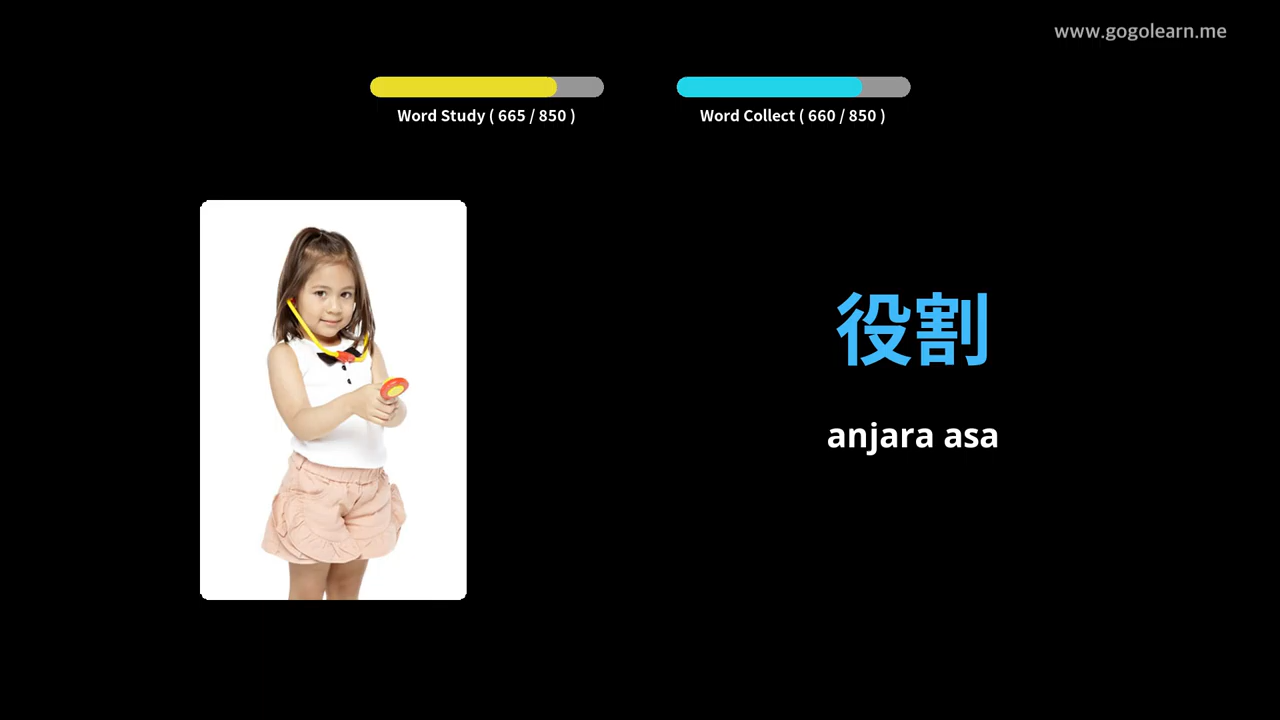 www.gogolearn.me
Word Study ( 665 / 850 )
Word Collect ( 660 / 850 )
役割
anjara asa